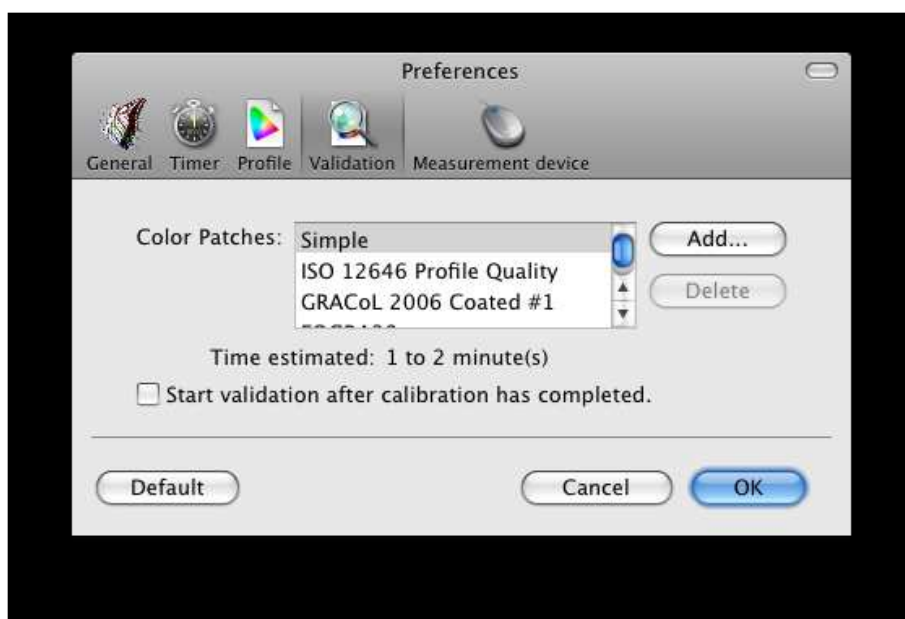 Preferences
General Timer Profile Validation Measurement device
Color Patches: Simple Add...
ISO 12646 Profile Quality
GRACoL 2006 Coated #1 Delete
Time estimated: 1 to 2 minute(s)
Start validation after calibration has completed.
Default Cancel OK